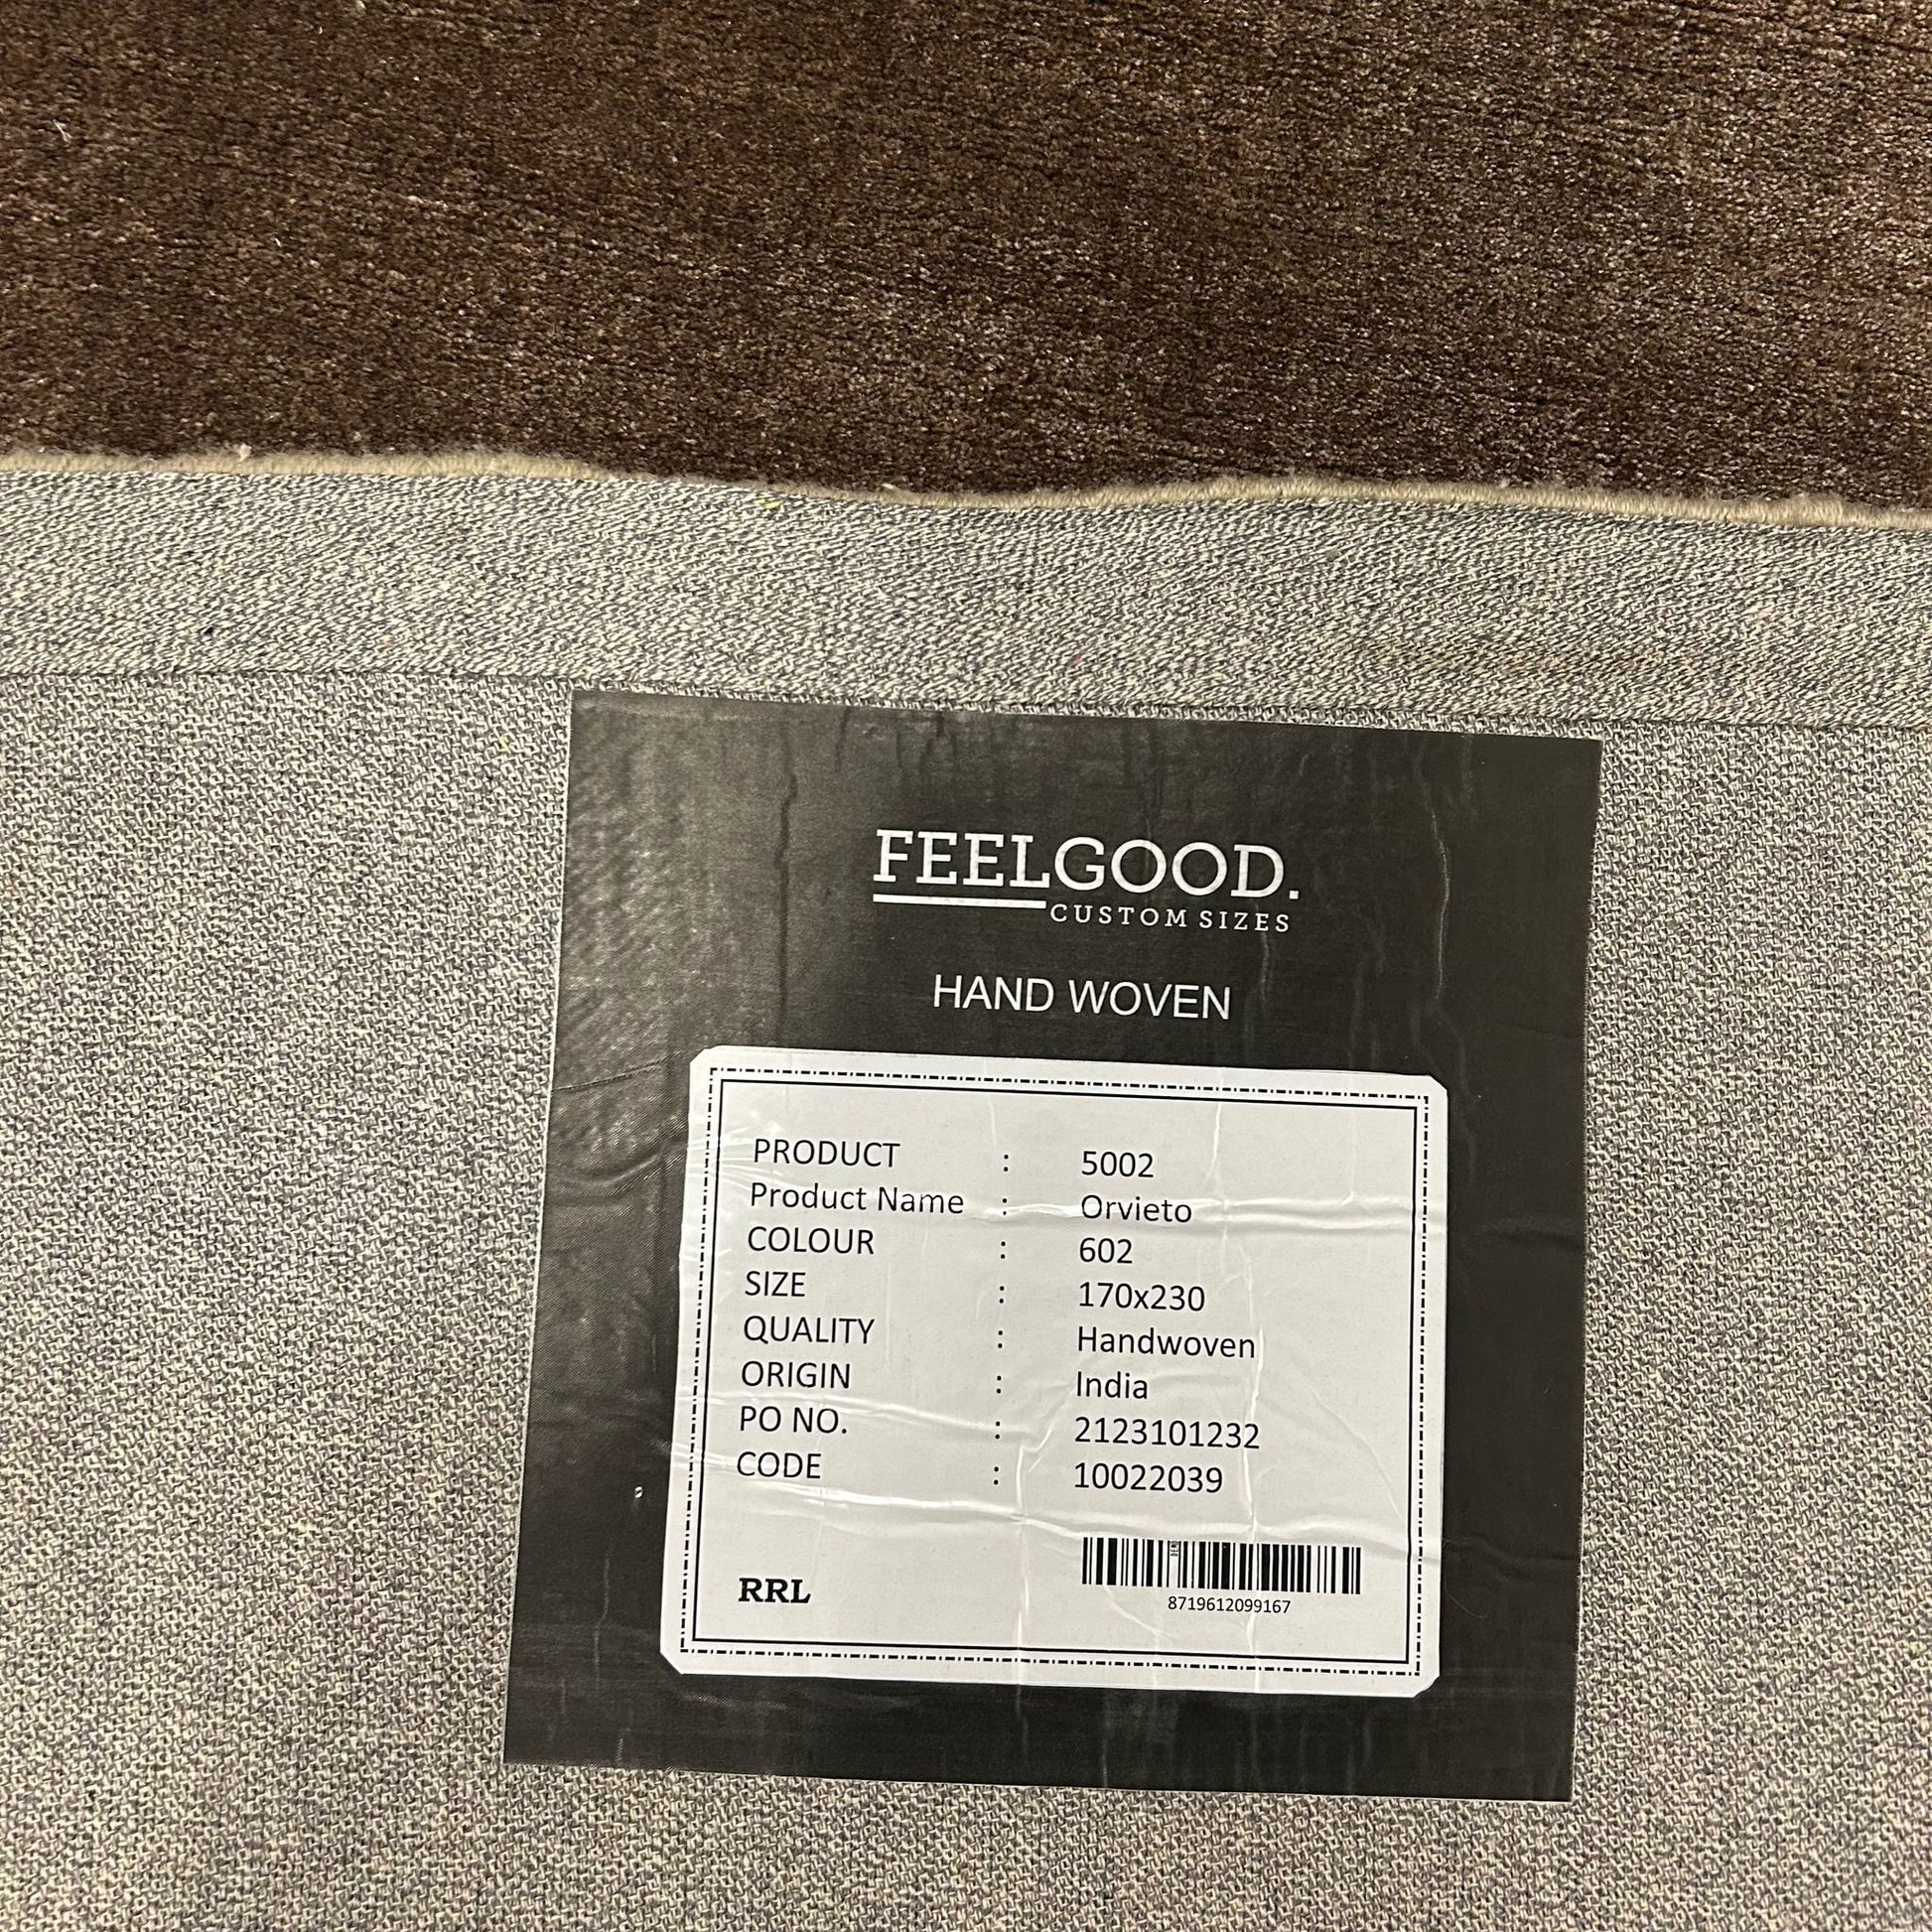 FEELGOOD.
CUSTOM SIZES
HAND WOVEN
PRODUCT : 5002
Product Name : Orvieto
COLOUR : 602
SIZE : 170x230
QUALITY : Handwoven
ORIGIN : India
PO NO. : 2123101232
CODE : 10022039
RRL
8719612099167